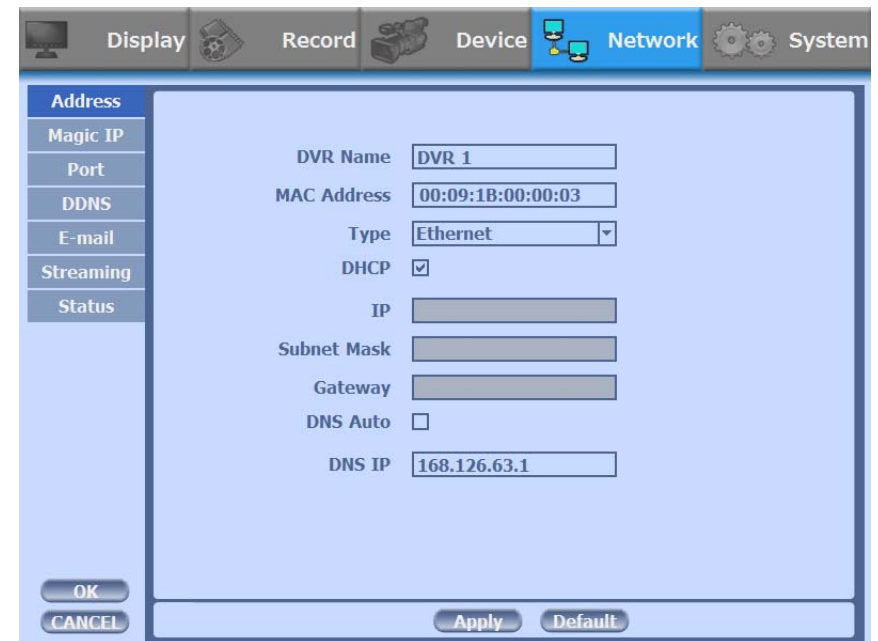 Display Record Device Network System
Address
Magic IP
Port
DDNS
E-mail
Streaming
Status
DVR Name DVR 1
MAC Address 00:09:1B:00:00:03
Type Ethernet
DHCP
IP
Subnet Mask
Gateway
DNS Auto
DNS IP 168.126.63.1
OK
CANCEL
Apply Default